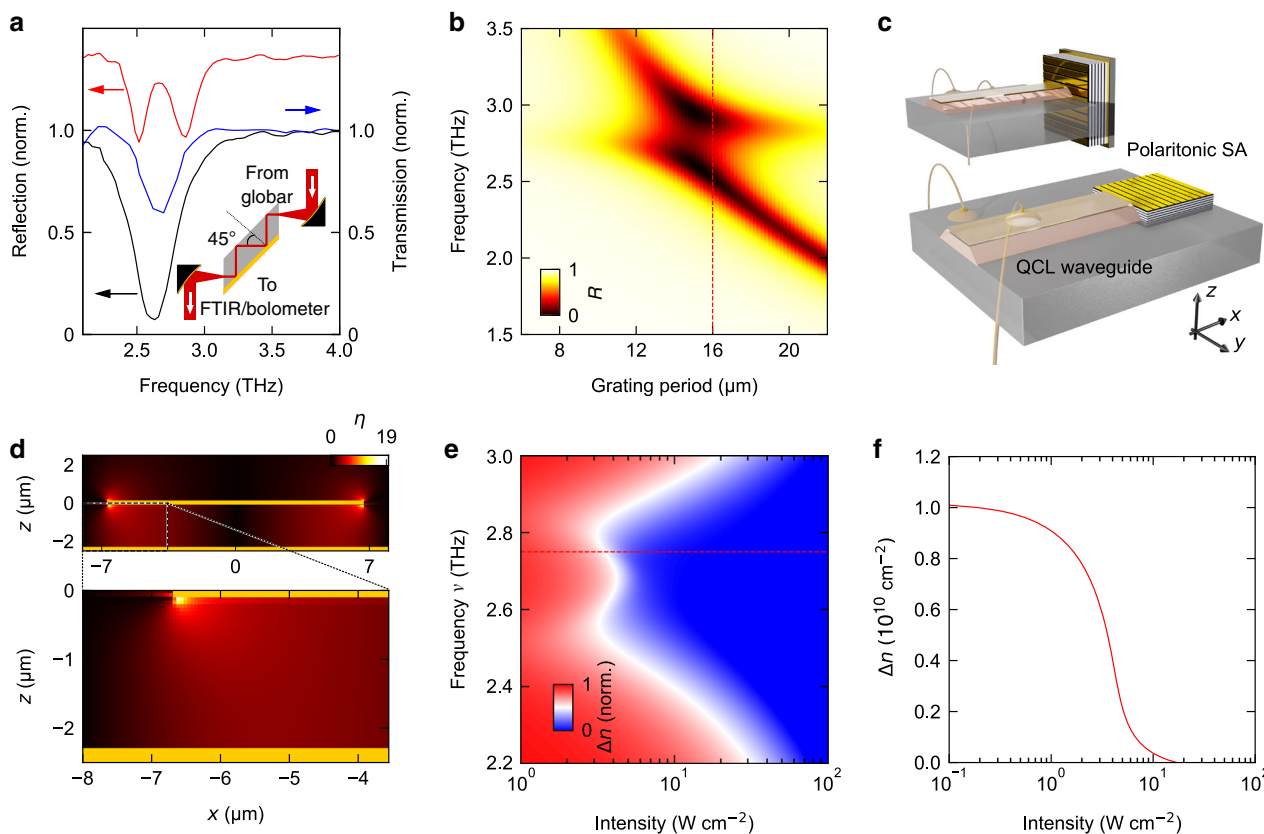 a
Reflection (norm.)
1.0
0.5
0
1.0
0.5
0
Transmission (norm.)
From
globar
45°
To
FTIR/bolometer
2.5 3.0 3.5 4.0
Frequency (THz)
b
Frequency (THz)
3.5
3.0
2.5
2.0
1.5
1
0
R
8 12 16 20
Grating period (μm)
c
Polaritonic SA
QCL waveguide
z
x
y
d
η
0 19
z (μm)
2
0
−2
−7 0 7
z (μm)
0
−1
−2
−8 −7 −6 −5 −4
x (μm)
e
Frequency ν (THz)
3.0
2.8
2.6
2.4
2.2
1
0
Δn (norm.)
10⁰ 10¹ 10²
Intensity (W cm⁻²)
f
Δn (10¹⁰ cm⁻²)
1.2
1.0
0.8
0.6
0.4
0.2
0.0
10⁻¹ 10⁰ 10¹ 10²
Intensity (W cm⁻²)